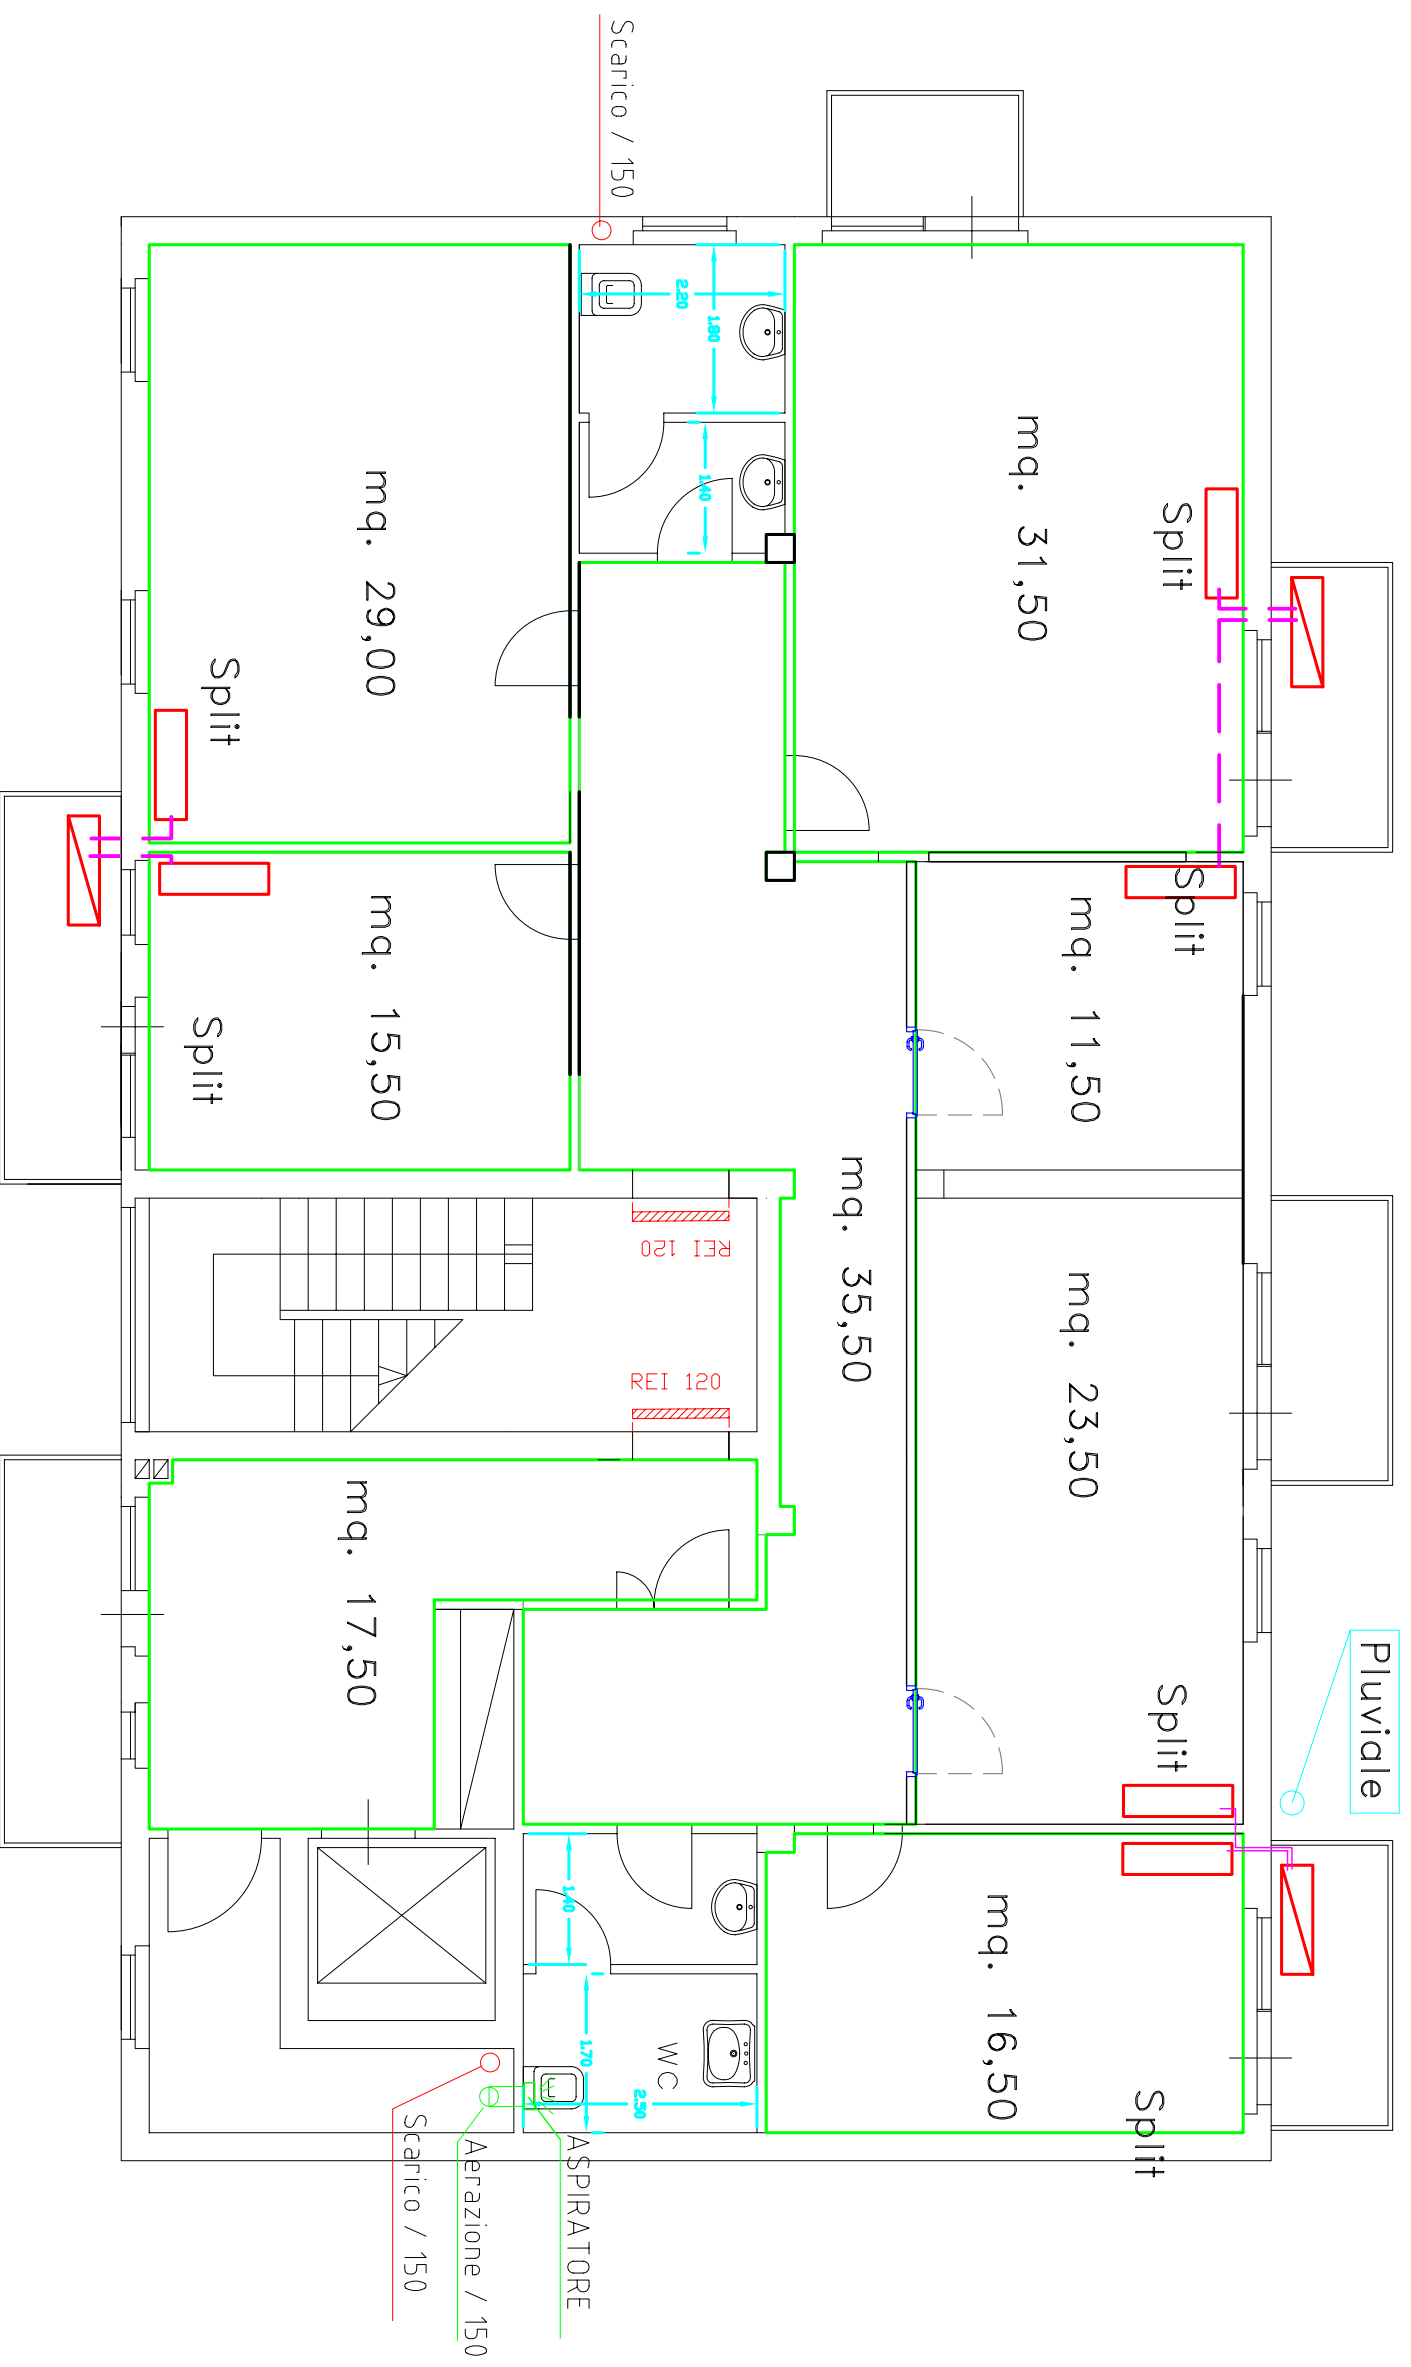 Scarico / 150
2.20
1.80
1.40
mq. 31,50
Split
mq. 29,00
Split
Split
mq. 11,50
mq. 15,50
Split
mq. 35,50
REI 120
REI 120
mq. 23,50
mq. 17,50
Split
Pluviale
1.40
1.70
2.50
WC
mq. 16,50
Split
ASPIRATORE
Aerazione / 150
Scarico / 150